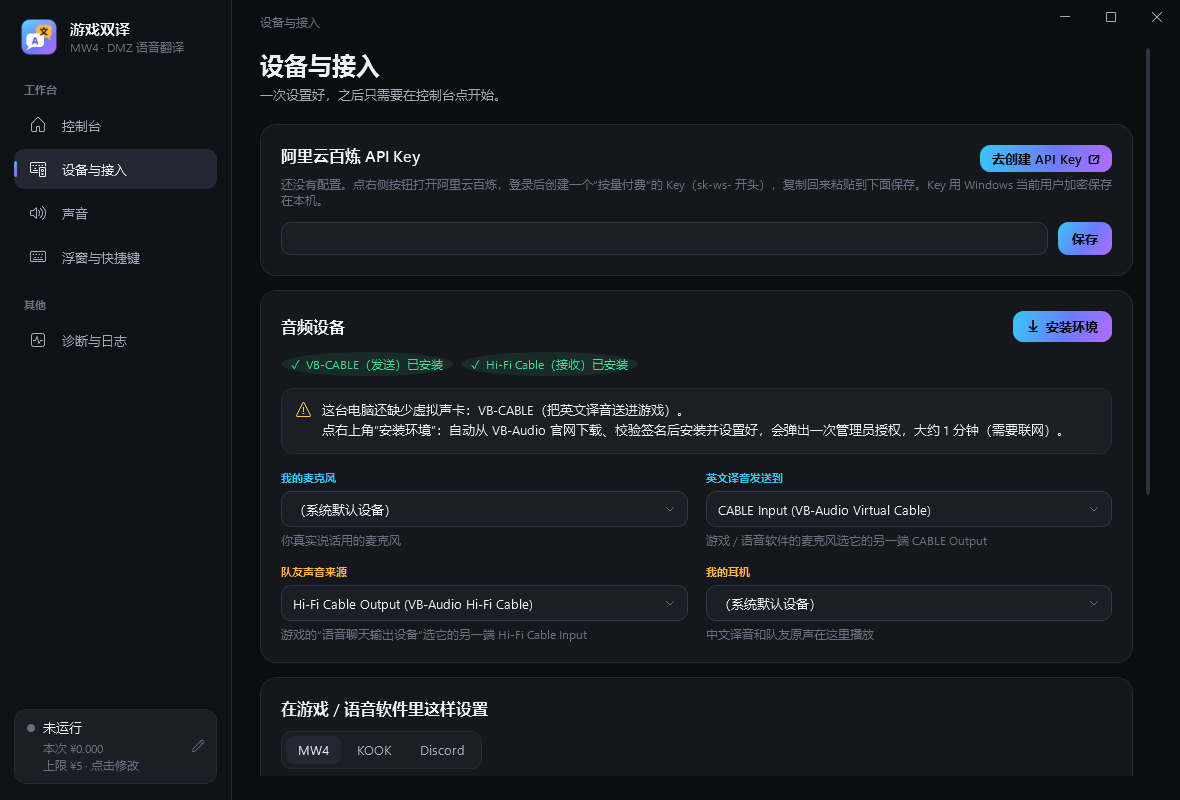 游戏双译
MW4 · DMZ 语音翻译
工作台
控制台
设备与接入
声音
浮窗与快捷键
其他
诊断与日志
未运行
本次 ¥0.000
上限 ¥5 · 点击修改
设备与接入
设备与接入
一次设置好，之后只需要在控制台点开始。
阿里云百炼 API Key
去创建 API Key
还没有配置。点右侧按钮打开阿里云百炼，登录后创建一个“按量付费”的 Key（sk-ws- 开头），复制回来粘贴到下面保存。Key 用 Windows 当前用户加密保存
在本机。
保存
音频设备
安装环境
✓ VB-CABLE（发送）已安装
✓ Hi-Fi Cable（接收）已安装
这台电脑还缺少虚拟声卡：VB-CABLE（把英文译音送进游戏）。
点右上角“安装环境”：自动从 VB-Audio 官网下载、校验签名后安装并设置好，会弹出一次管理员授权，大约 1 分钟（需要联网）。
我的麦克风
（系统默认设备）
你真实说话用的麦克风
英文译音发送到
CABLE Input (VB-Audio Virtual Cable)
游戏 / 语音软件的麦克风选它的另一端 CABLE Output
队友声音来源
Hi-Fi Cable Output (VB-Audio Hi-Fi Cable)
游戏的“语音聊天输出设备”选它的另一端 Hi-Fi Cable Input
我的耳机
（系统默认设备）
中文译音和队友原声在这里播放
在游戏 / 语音软件里这样设置
MW4
KOOK
Discord